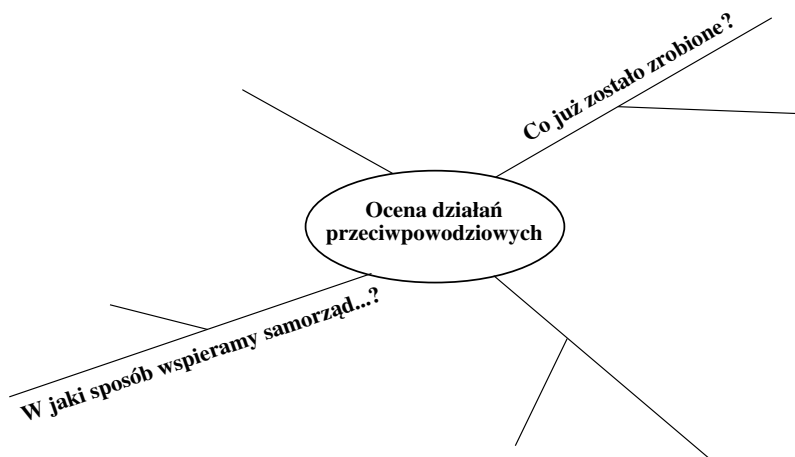 Co już zostało zrobione?
Ocena działań
przeciwpowodziowych
W jaki sposób wspieramy samorząd...?